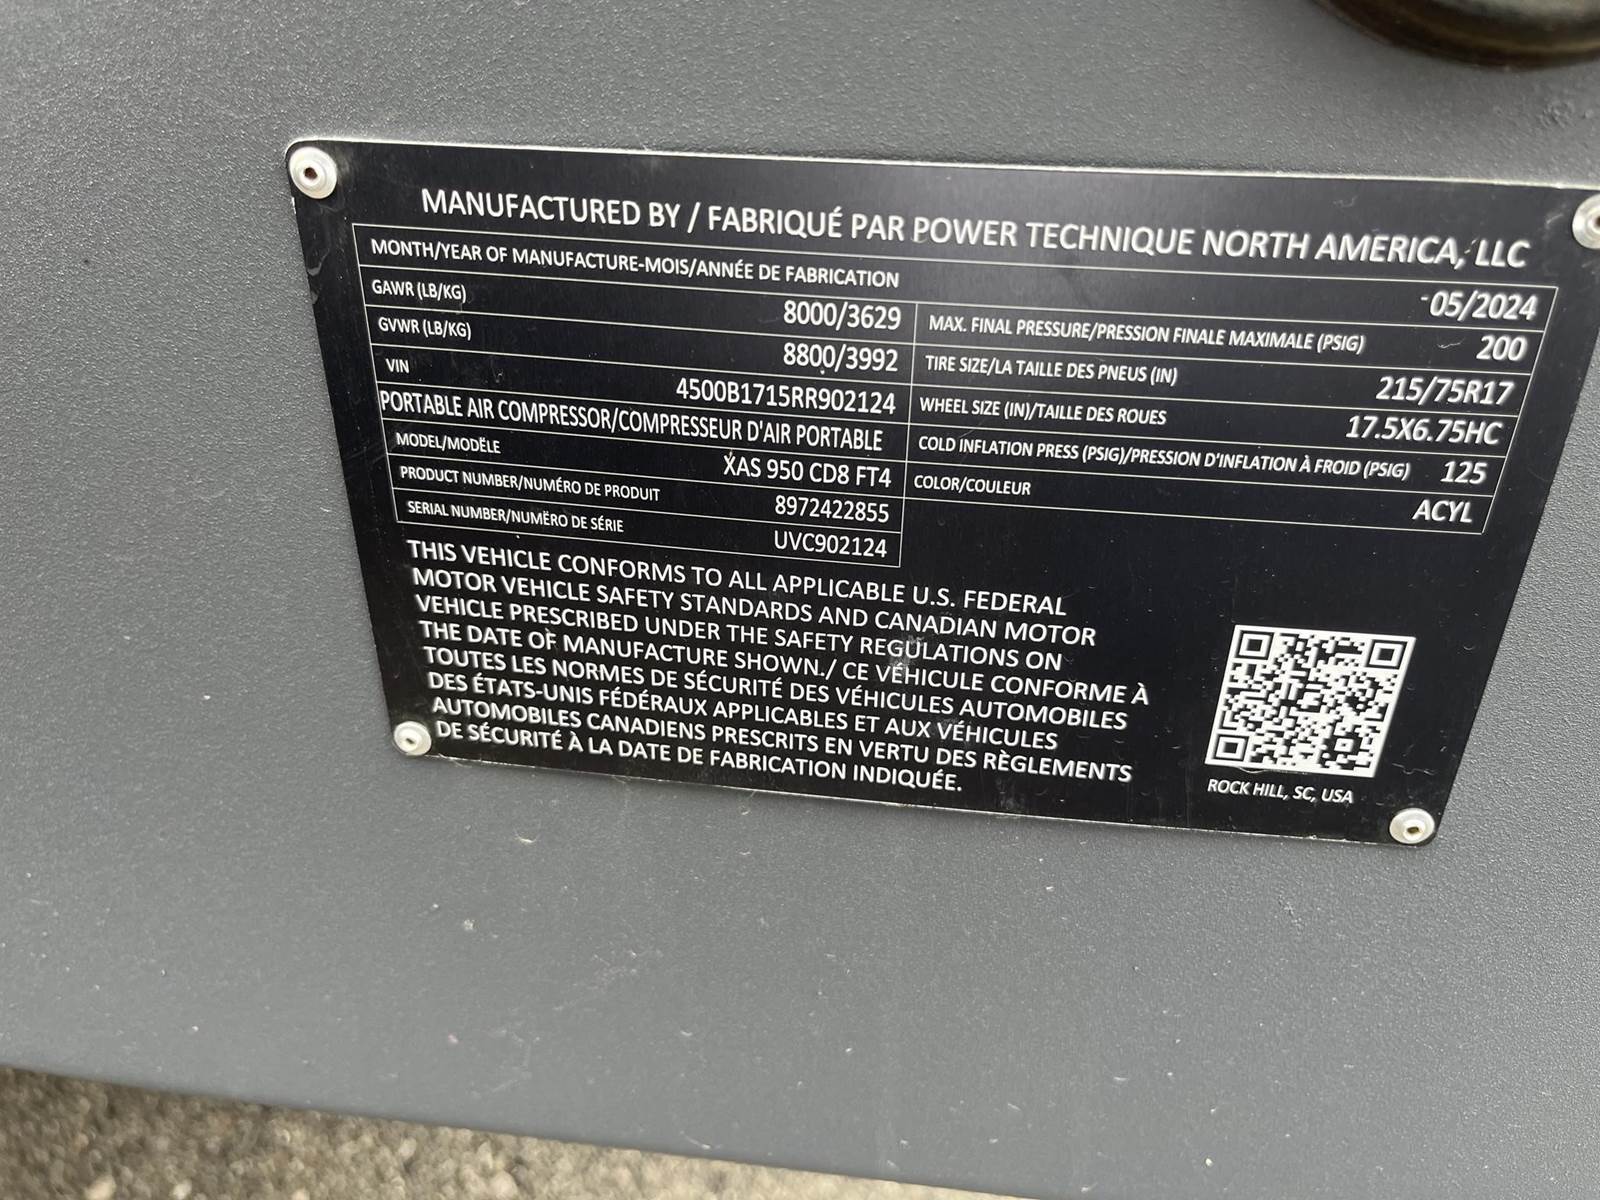 MANUFACTURED BY / FABRIQUÉ PAR POWER TECHNIQUE NORTH AMERICA, LLC
MONTH/YEAR OF MANUFACTURE-MOIS/ANNÉE DE FABRICATION 05/2024
GAWR (LB/KG) 8000/3629
GVWR (LB/KG) 8800/3992
VIN 4500B1715RR902124
PORTABLE AIR COMPRESSOR/COMPRESSEUR D'AIR PORTABLE
MODEL/MODËLE XAS 950 CD8 FT4
PRODUCT NUMBER/NUMÉRO DE PRODUIT 8972422855
SERIAL NUMBER/NUMËRO DE SÉRIE UVC902124
MAX. FINAL PRESSURE/PRESSION FINALE MAXIMALE (PSIG) 200
TIRE SIZE/LA TAILLE DES PNEUS (IN) 215/75R17
WHEEL SIZE (IN)/TAILLE DES ROUES 17.5X6.75HC
COLD INFLATION PRESS (PSIG)/PRESSION D'INFLATION À FROID (PSIG) 125
COLOR/COULEUR ACYL
THIS VEHICLE CONFORMS TO ALL APPLICABLE U.S. FEDERAL
MOTOR VEHICLE SAFETY STANDARDS AND CANADIAN MOTOR
VEHICLE PRESCRIBED UNDER THE SAFETY REGULATIONS ON
THE DATE OF MANUFACTURE SHOWN./ CE VÉHICULE CONFORME À
TOUTES LES NORMES DE SÉCURITÉ DES VÉHICULES AUTOMOBILES
DES ÉTATS-UNIS FÉDÉRAUX APPLICABLES ET AUX VÉHICULES
AUTOMOBILES CANADIENS PRESCRITS EN VERTU DES RÈGLEMENTS
DE SÉCURITÉ À LA DATE DE FABRICATION INDIQUÉE.
ROCK HILL, SC, USA